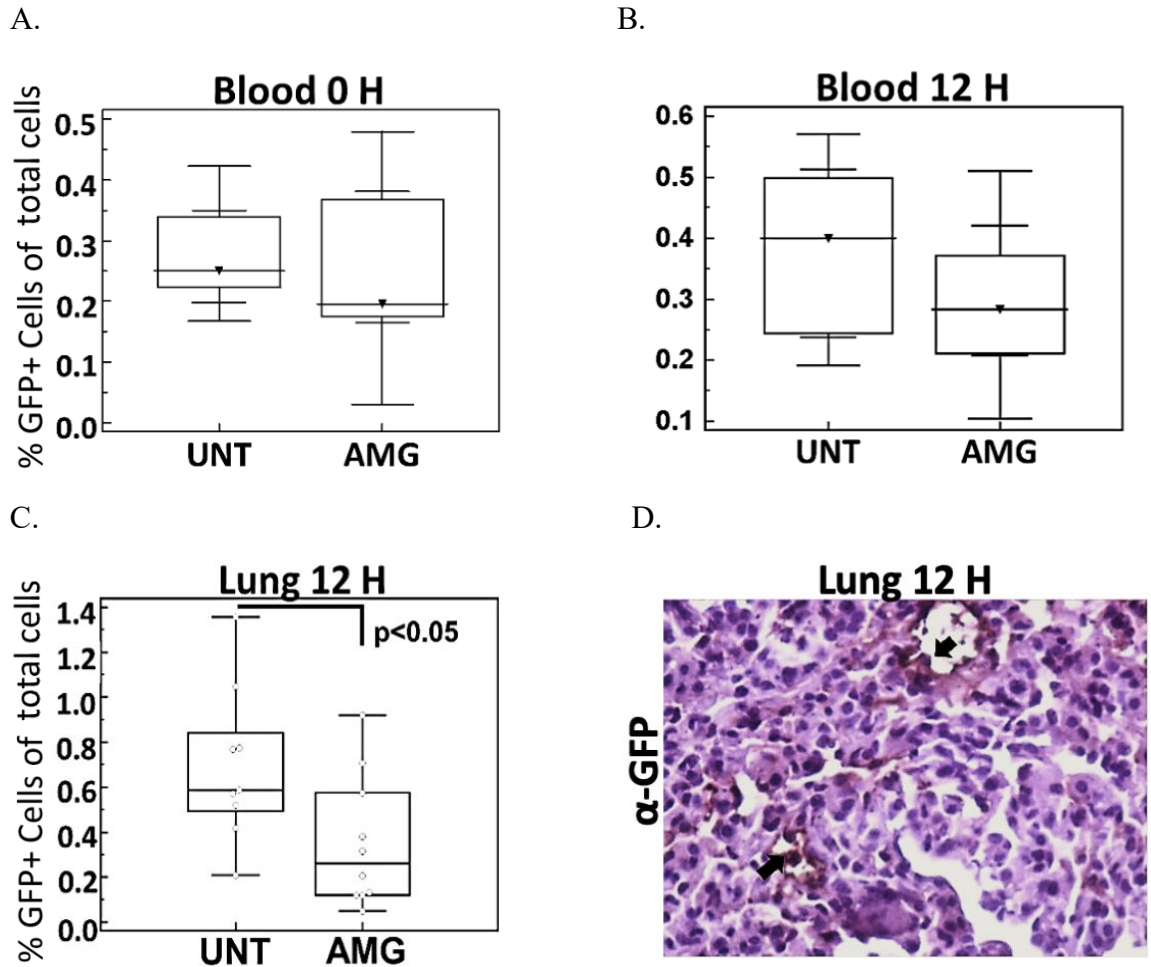 A.
Blood 0 H
% GFP+ Cells of total cells
0.5
0.4
0.3
0.2
0.1
0.0
UNT AMG
B.
Blood 12 H
0.6
0.5
0.4
0.3
0.2
0.1
UNT AMG
C.
Lung 12 H
% GFP+ Cells of total cells
1.4
1.2
1.0
0.8
0.6
0.4
0.2
0.0
p<0.05
UNT AMG
D.
Lung 12 H
α-GFP